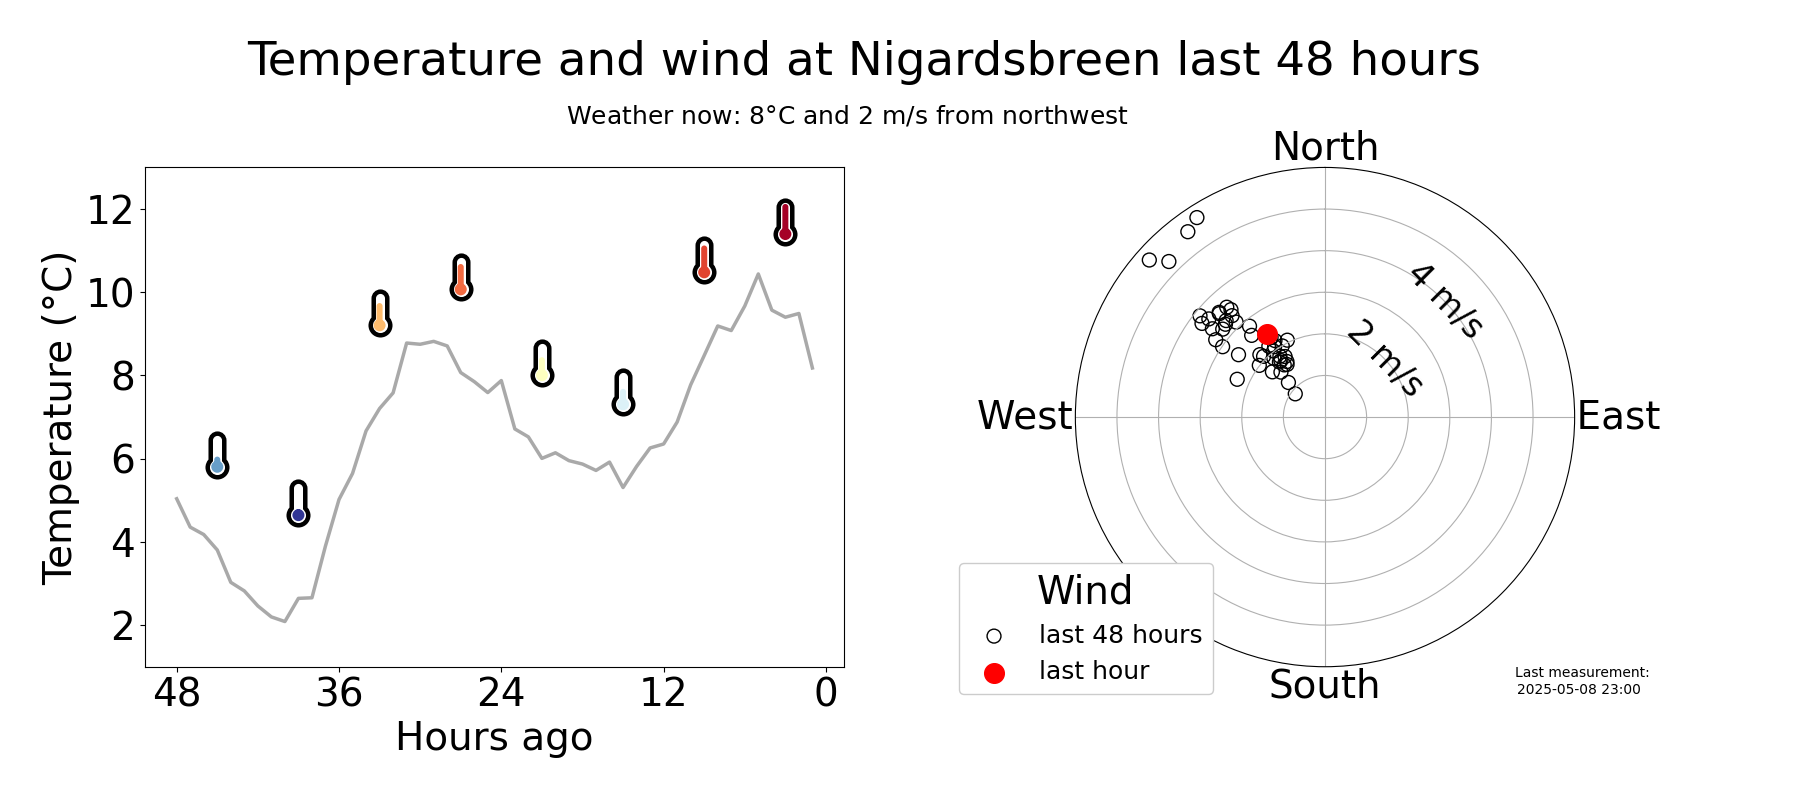 Temperature and wind at Nigardsbreen last 48 hours
Weather now: 8°C and 2 m/s from northwest
Temperature (°C)
12
10
8
6
4
2
48 36 24 12 0
Hours ago
North
West
East
South
4 m/s
2 m/s
Wind
last 48 hours
last hour
Last measurement:
2025-05-08 23:00